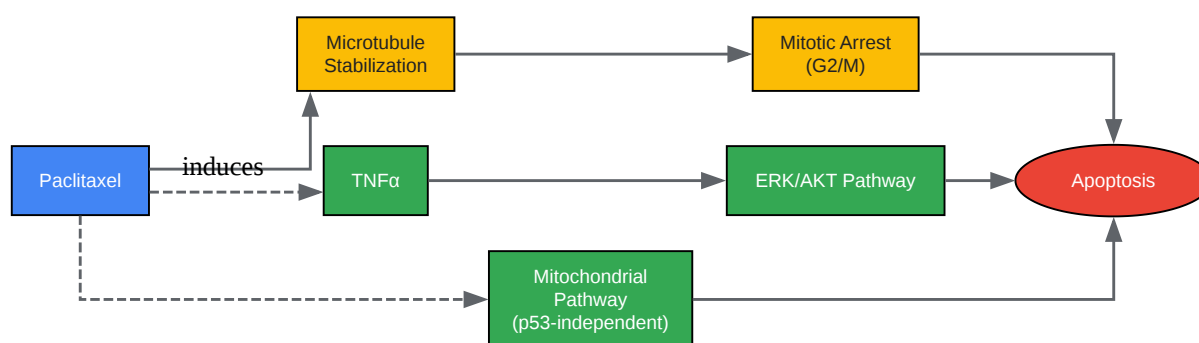 Microtubule
Stabilization
Mitotic Arrest
(G2/M)
Paclitaxel
induces
TNFα
ERK/AKT Pathway
Apoptosis
Mitochondrial
Pathway
(p53-independent)